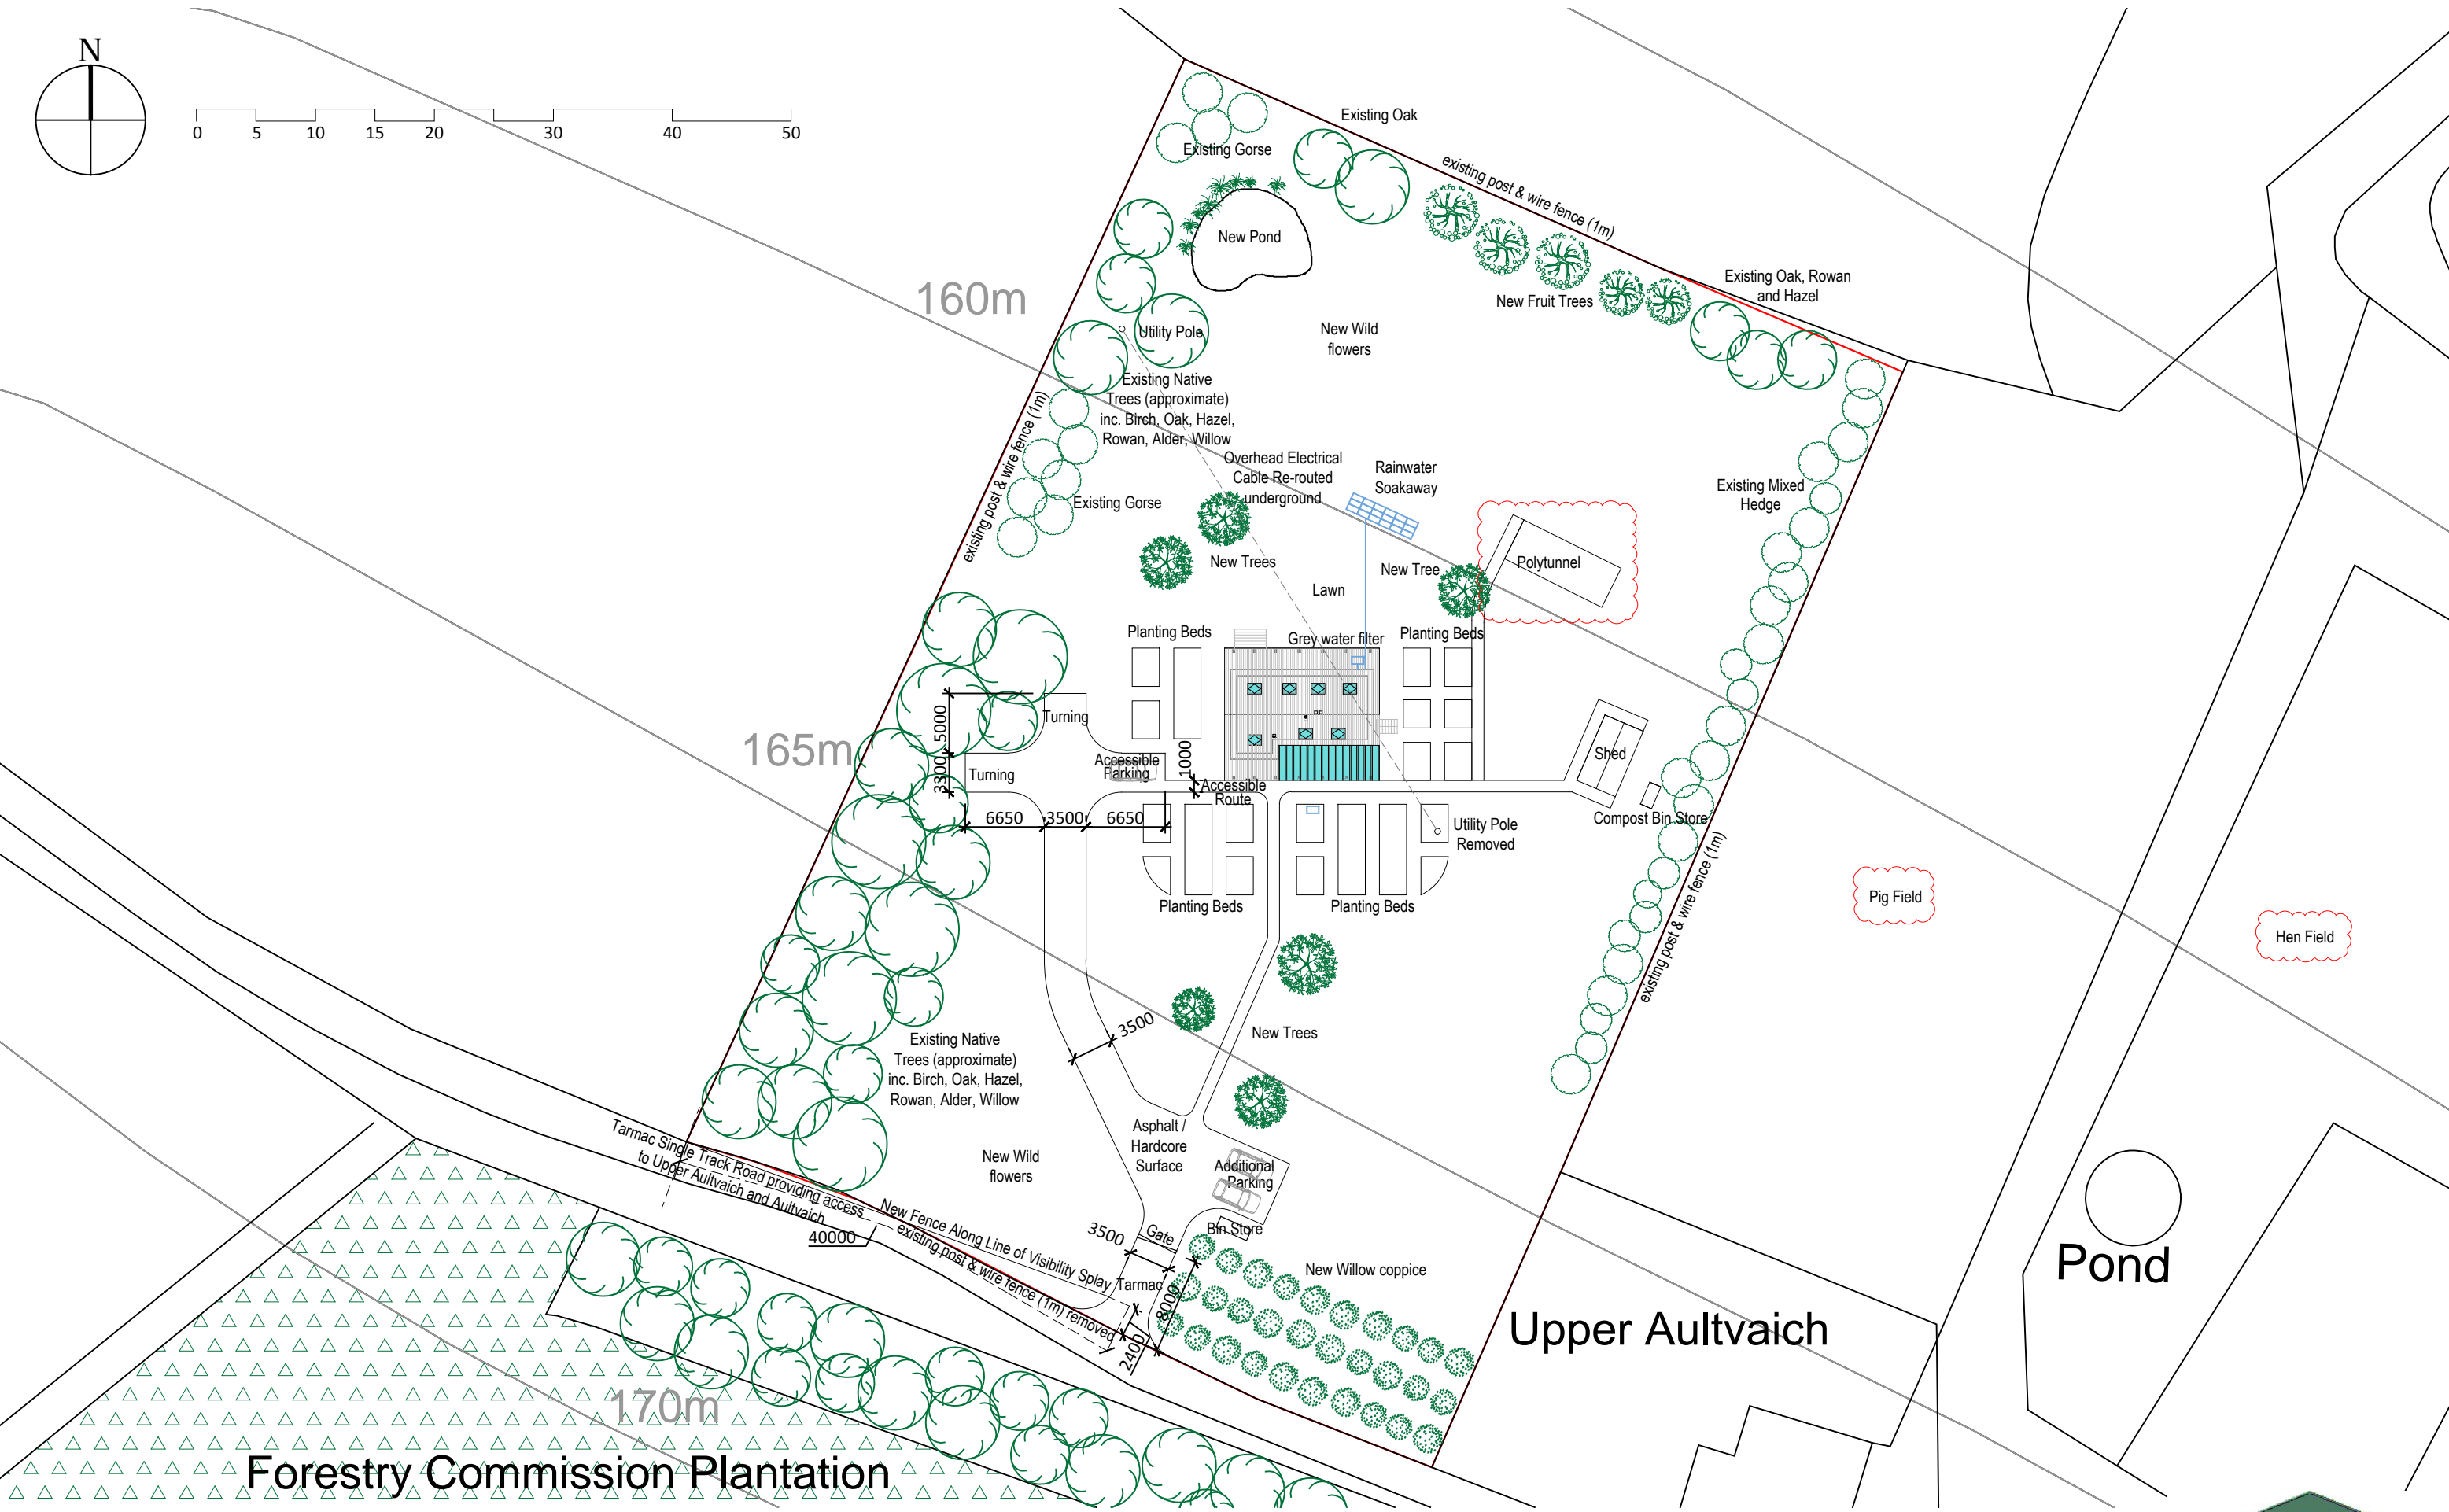 N
0 5 10 15 20 30 40 50
Existing Oak
Existing Gorse
existing post & wire fence (1m)
New Pond
Existing Oak, Rowan
and Hazel
New Fruit Trees
160m
Utility Pole
New Wild
flowers
Existing Native
Trees (approximate)
inc. Birch, Oak, Hazel,
Rowan, Alder, Willow
existing post & wire fence (1m)
Overhead Electrical
Cable Re-routed
underground
Rainwater
Soakaway
Existing Mixed
Hedge
Existing Gorse
New Trees
New Tree
Polytunnel
Lawn
Planting Beds
Grey water filter
Planting Beds
165m
5000
Turning
3300
Turning
Accessible
Parking
1000
Shed
Accessible
Route
6650
3500
6650
Compost Bin Store
Utility Pole
Removed
existing post & wire fence (1m)
Planting Beds
Planting Beds
Pig Field
Hen Field
3500
New Trees
Existing Native
Trees (approximate)
inc. Birch, Oak, Hazel,
Rowan, Alder, Willow
Asphalt /
Hardcore
Surface
New Wild
flowers
Additional
Parking
Tarmac Single Track Road providing access
to Upper Aultvaich and Aultvaich
40000
New Fence Along Line of Visibility Splay
existing post & wire fence (1m) removed
3500
Gate
Bin Store
Tarmac
8000
2400
New Willow coppice
Pond
Upper Aultvaich
170m
Forestry Commission Plantation